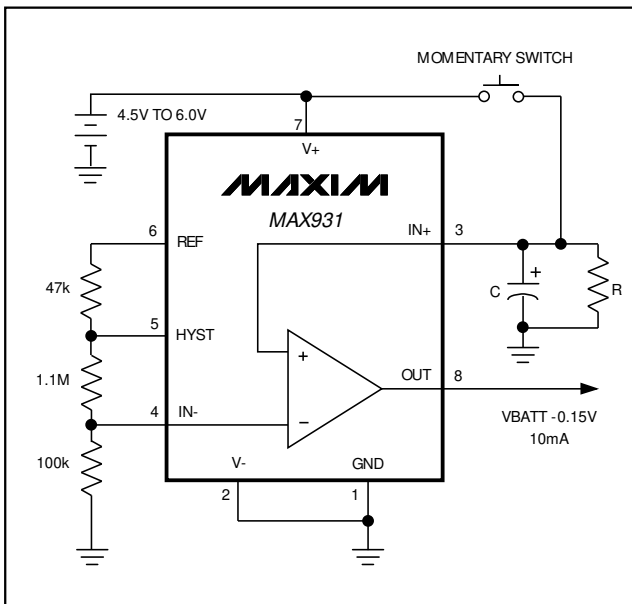 MOMENTARY SWITCH
4.5V TO 6.0V
7
V+
MAXIM
MAX931
6
REF
IN+
3
47k
C
+
R
5
HYST
1.1M
+
OUT
8
4
IN-
−
VBATT -0.15V
10mA
100k
V-
GND
2
1